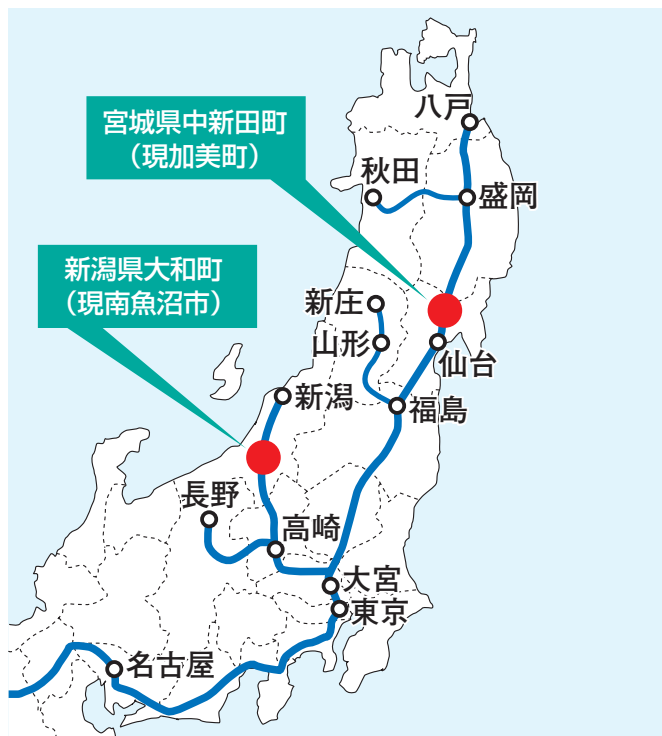 八戸
宮城県中新田町
（現加美町）
秋田
盛岡
新潟県大和町
（現南魚沼市）
新庄
山形
仙台
新潟
福島
長野
高崎
大宮
東京
名古屋